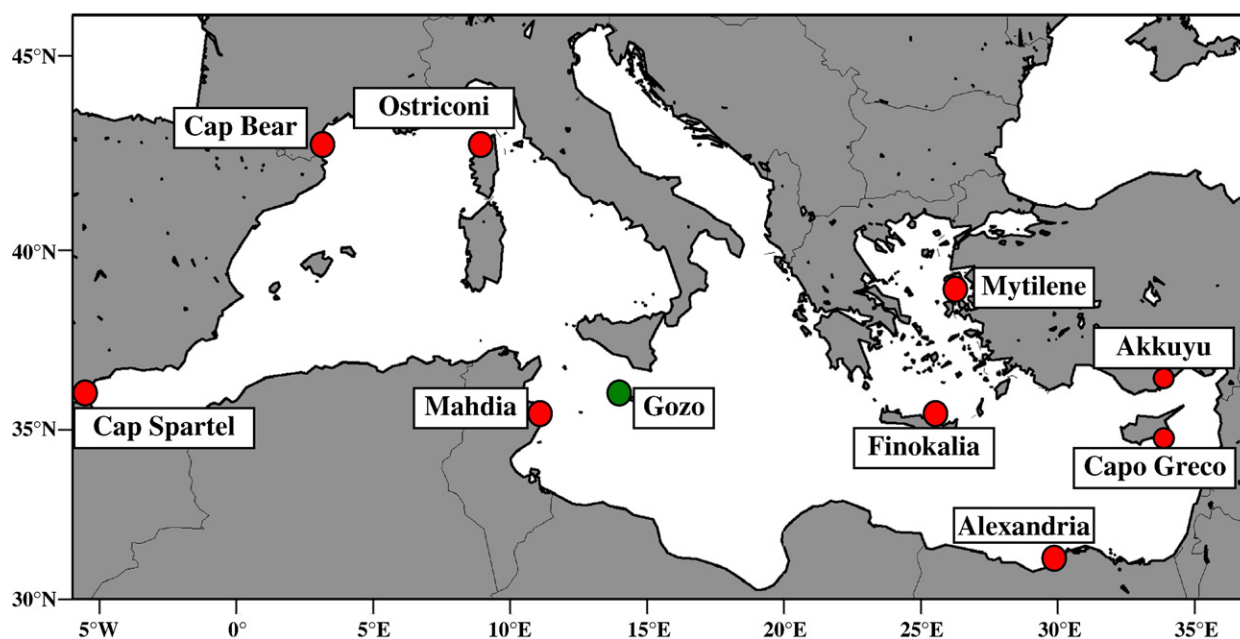 45°N
Ostriconi
Cap Bear
40°N
Mytilene
Akkuyu
Mahdia
Gozo
Cap Spartel
35°N
Finokalia
Capo Greco
Alexandria
30°N
5°W
0°
5°E
10°E
15°E
20°E
25°E
30°E
35°E